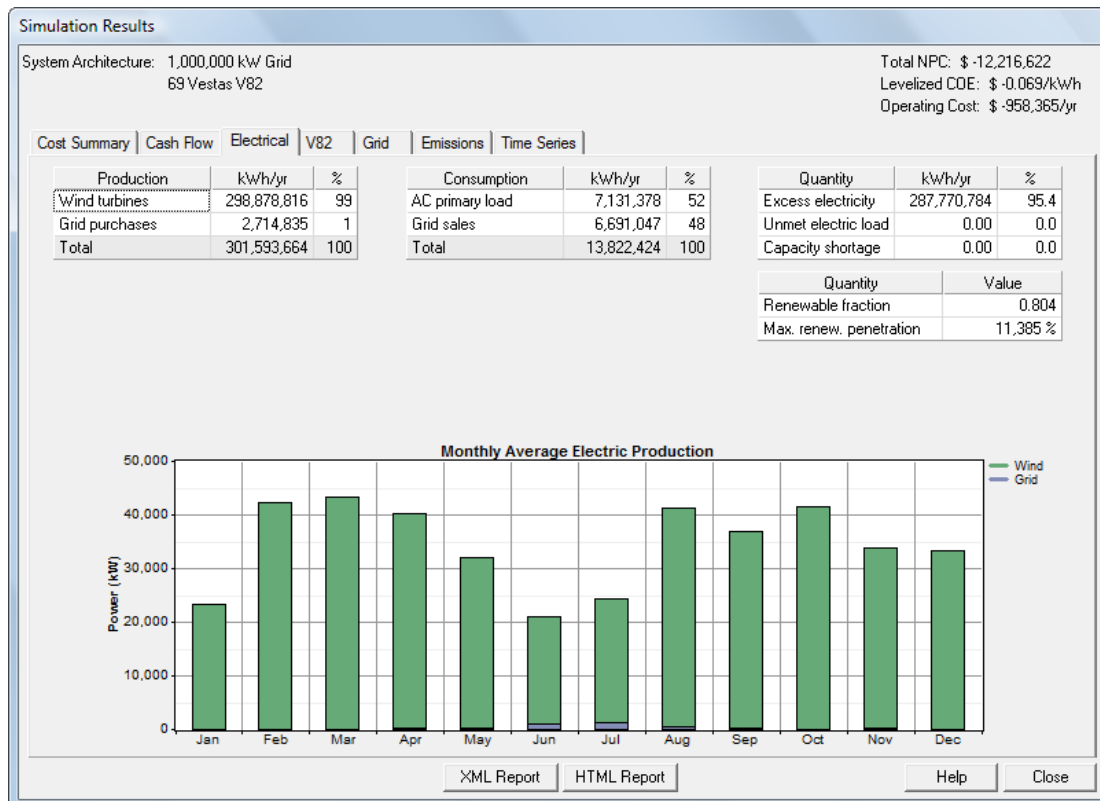 Simulation Results
System Architecture: 1,000,000 kW Grid
69 Vestas V82
Total NPC: $ -12,216,622
Levelized COE: $ -0.069/kWh
Operating Cost: $ -958,365/yr
Cost Summary Cash Flow Electrical V82 Grid Emissions Time Series
Production kWh/yr %
Wind turbines 298,878,816 99
Grid purchases 2,714,835 1
Total 301,593,664 100
Consumption kWh/yr %
AC primary load 7,131,378 52
Grid sales 6,691,047 48
Total 13,822,424 100
Quantity kWh/yr %
Excess electricity 287,770,784 95.4
Unmet electric load 0.00 0.0
Capacity shortage 0.00 0.0
Quantity Value
Renewable fraction 0.804
Max. renew. penetration 11,385 %
Monthly Average Electric Production
Wind
Grid
Power (kW)
50,000
40,000
30,000
20,000
10,000
0
Jan Feb Mar Apr May Jun Jul Aug Sep Oct Nov Dec
XML Report HTML Report Help Close